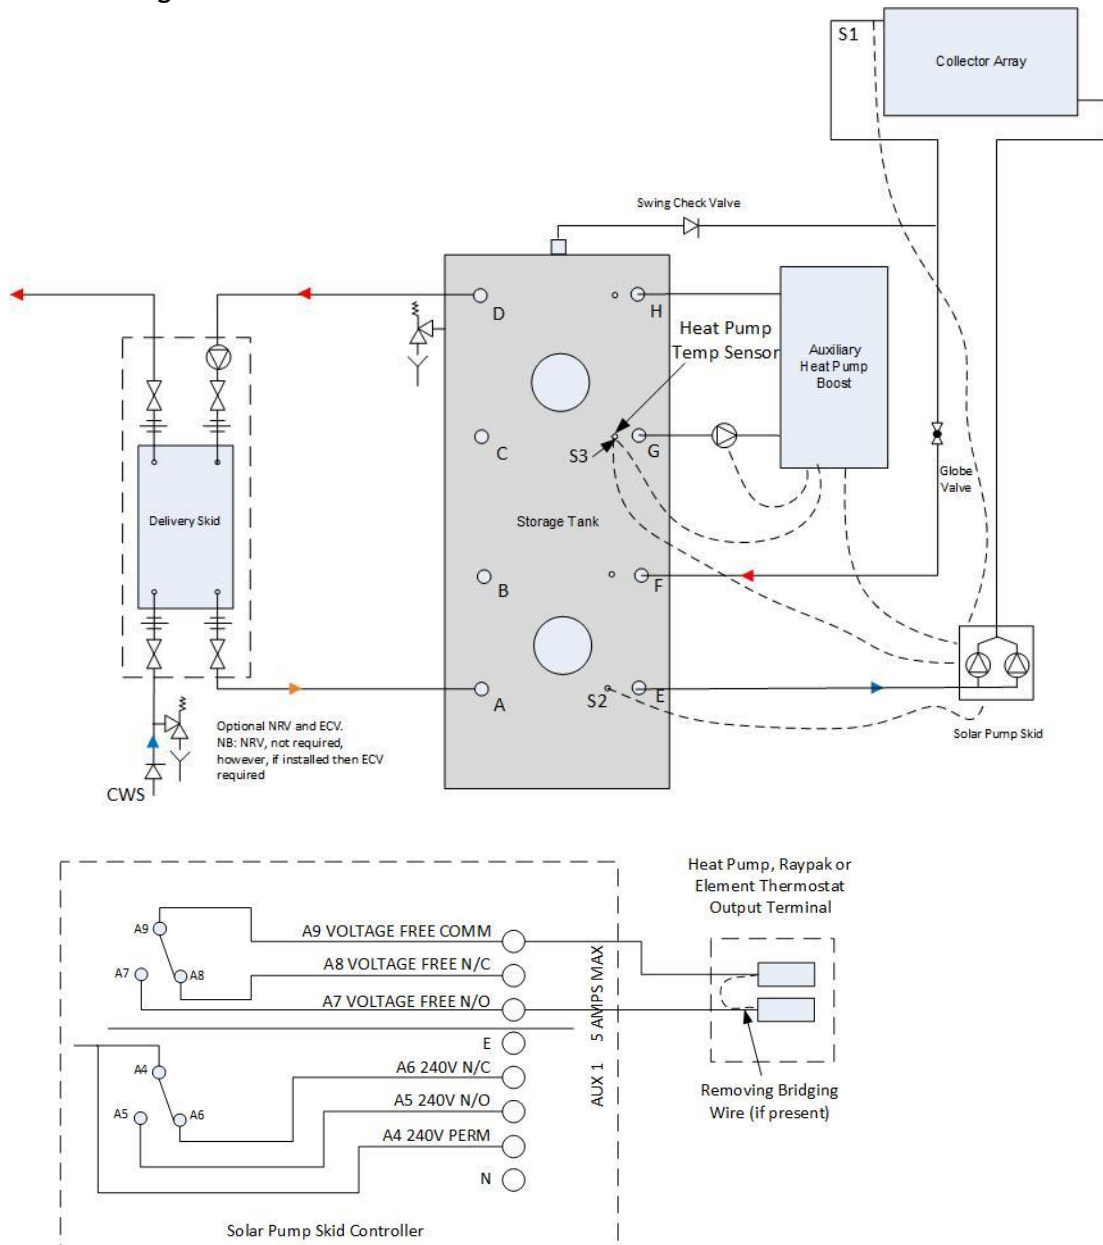 S1
Collector Array
Swing Check Valve
D
H
Heat Pump
Temp Sensor
Auxiliary
Heat Pump
Boost
C
S3
G
Globe
Valve
Delivery Skid
Storage Tank
B
F
A
S2
E
Solar Pump Skid
Optional NRV and ECV.
NB: NRV, not required,
however, if installed then ECV
required
CWS
Heat Pump, Raypak or
Element Thermostat
Output Terminal
A9
A9 VOLTAGE FREE COMM
A7
A8
A8 VOLTAGE FREE N/C
A7 VOLTAGE FREE N/O
E
A4
A6 240V N/C
A5
A6
A5 240V N/O
A4 240V PERM
N
AUX 1 5 AMPS MAX
Removing Bridging
Wire (if present)
Solar Pump Skid Controller